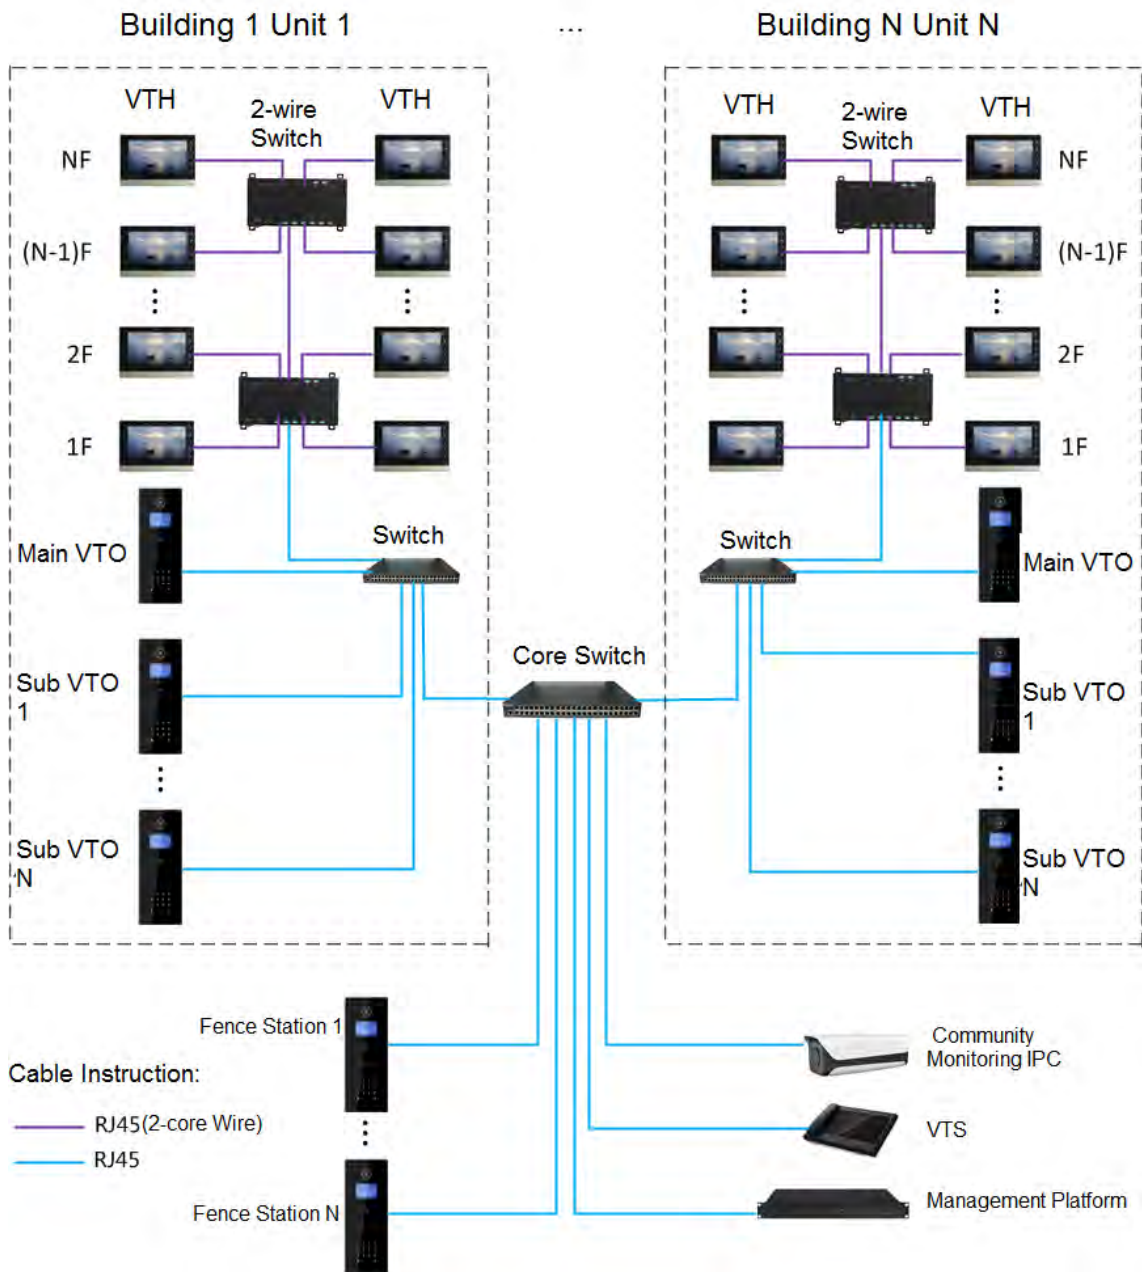 Building 1 Unit 1
...
Building N Unit N
VTH
2-wire
Switch
VTH
VTH
2-wire
Switch
VTH
NF
NF
(N-1)F
(N-1)F
2F
2F
1F
1F
Main VTO
Switch
Switch
Main VTO
Core Switch
Sub VTO
1
Sub VTO
1
Sub VTO
N
Sub VTO
N
Fence Station 1
Community
Monitoring IPC
Cable Instruction:
RJ45(2-core Wire)
VTS
RJ45
Fence Station N
Management Platform